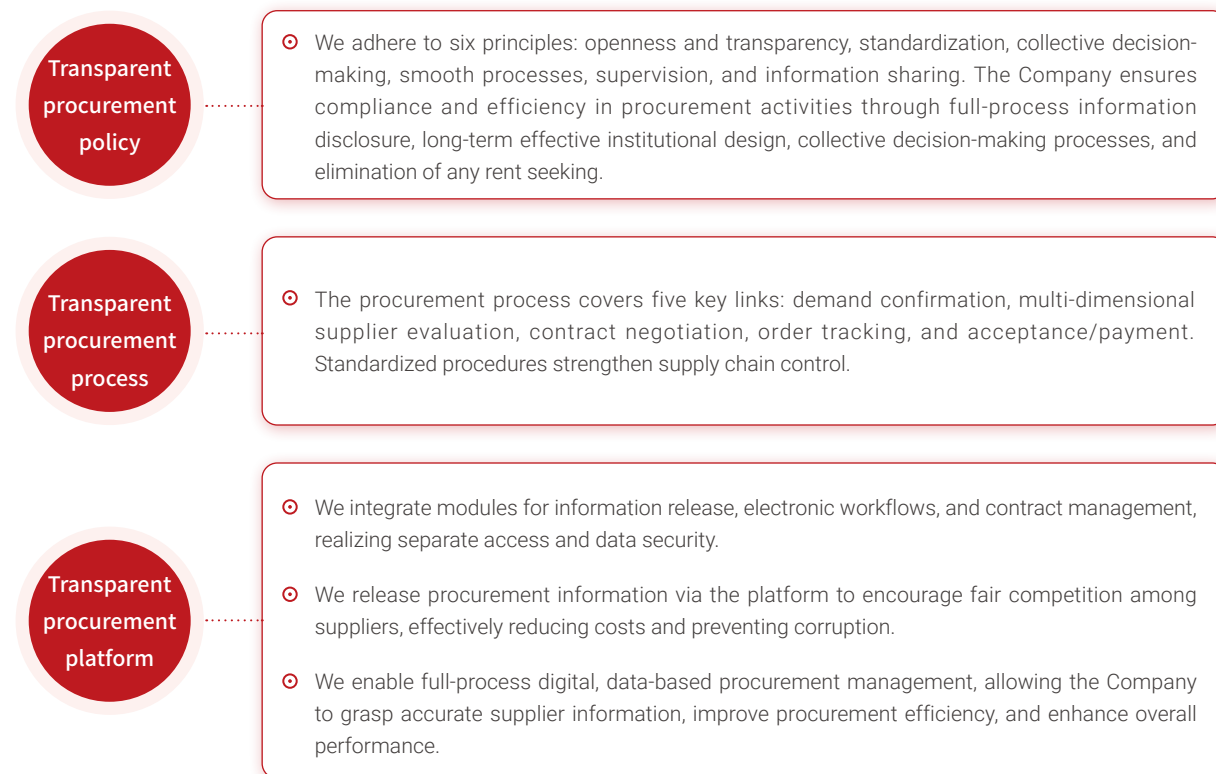 Transparent
procurement
policy
We adhere to six principles: openness and transparency, standardization, collective decision-
making, smooth processes, supervision, and information sharing. The Company ensures
compliance and efficiency in procurement activities through full-process information
disclosure, long-term effective institutional design, collective decision-making processes, and
elimination of any rent seeking.
Transparent
procurement
process
The procurement process covers five key links: demand confirmation, multi-dimensional
supplier evaluation, contract negotiation, order tracking, and acceptance/payment.
Standardized procedures strengthen supply chain control.
Transparent
procurement
platform
We integrate modules for information release, electronic workflows, and contract management,
realizing separate access and data security.
We release procurement information via the platform to encourage fair competition among
suppliers, effectively reducing costs and preventing corruption.
We enable full-process digital, data-based procurement management, allowing the Company
to grasp accurate supplier information, improve procurement efficiency, and enhance overall
performance.